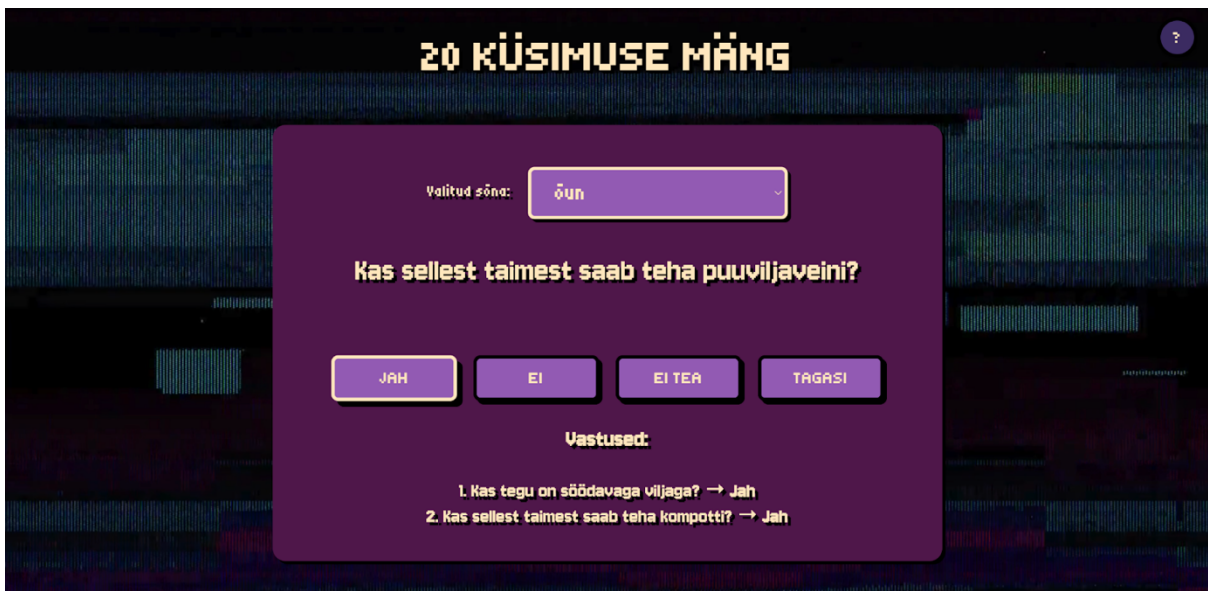 20 KÜSIMUSE MÄNG
?
Valitud sõna: õun
Kas sellest taimest saab teha puuviljaveini?
JAH EI EI TEA TAGASI
Vastused:
1. Kas tegu on söödavaga viljaga? → Jah
2. Kas sellest taimest saab teha kompotti? → Jah